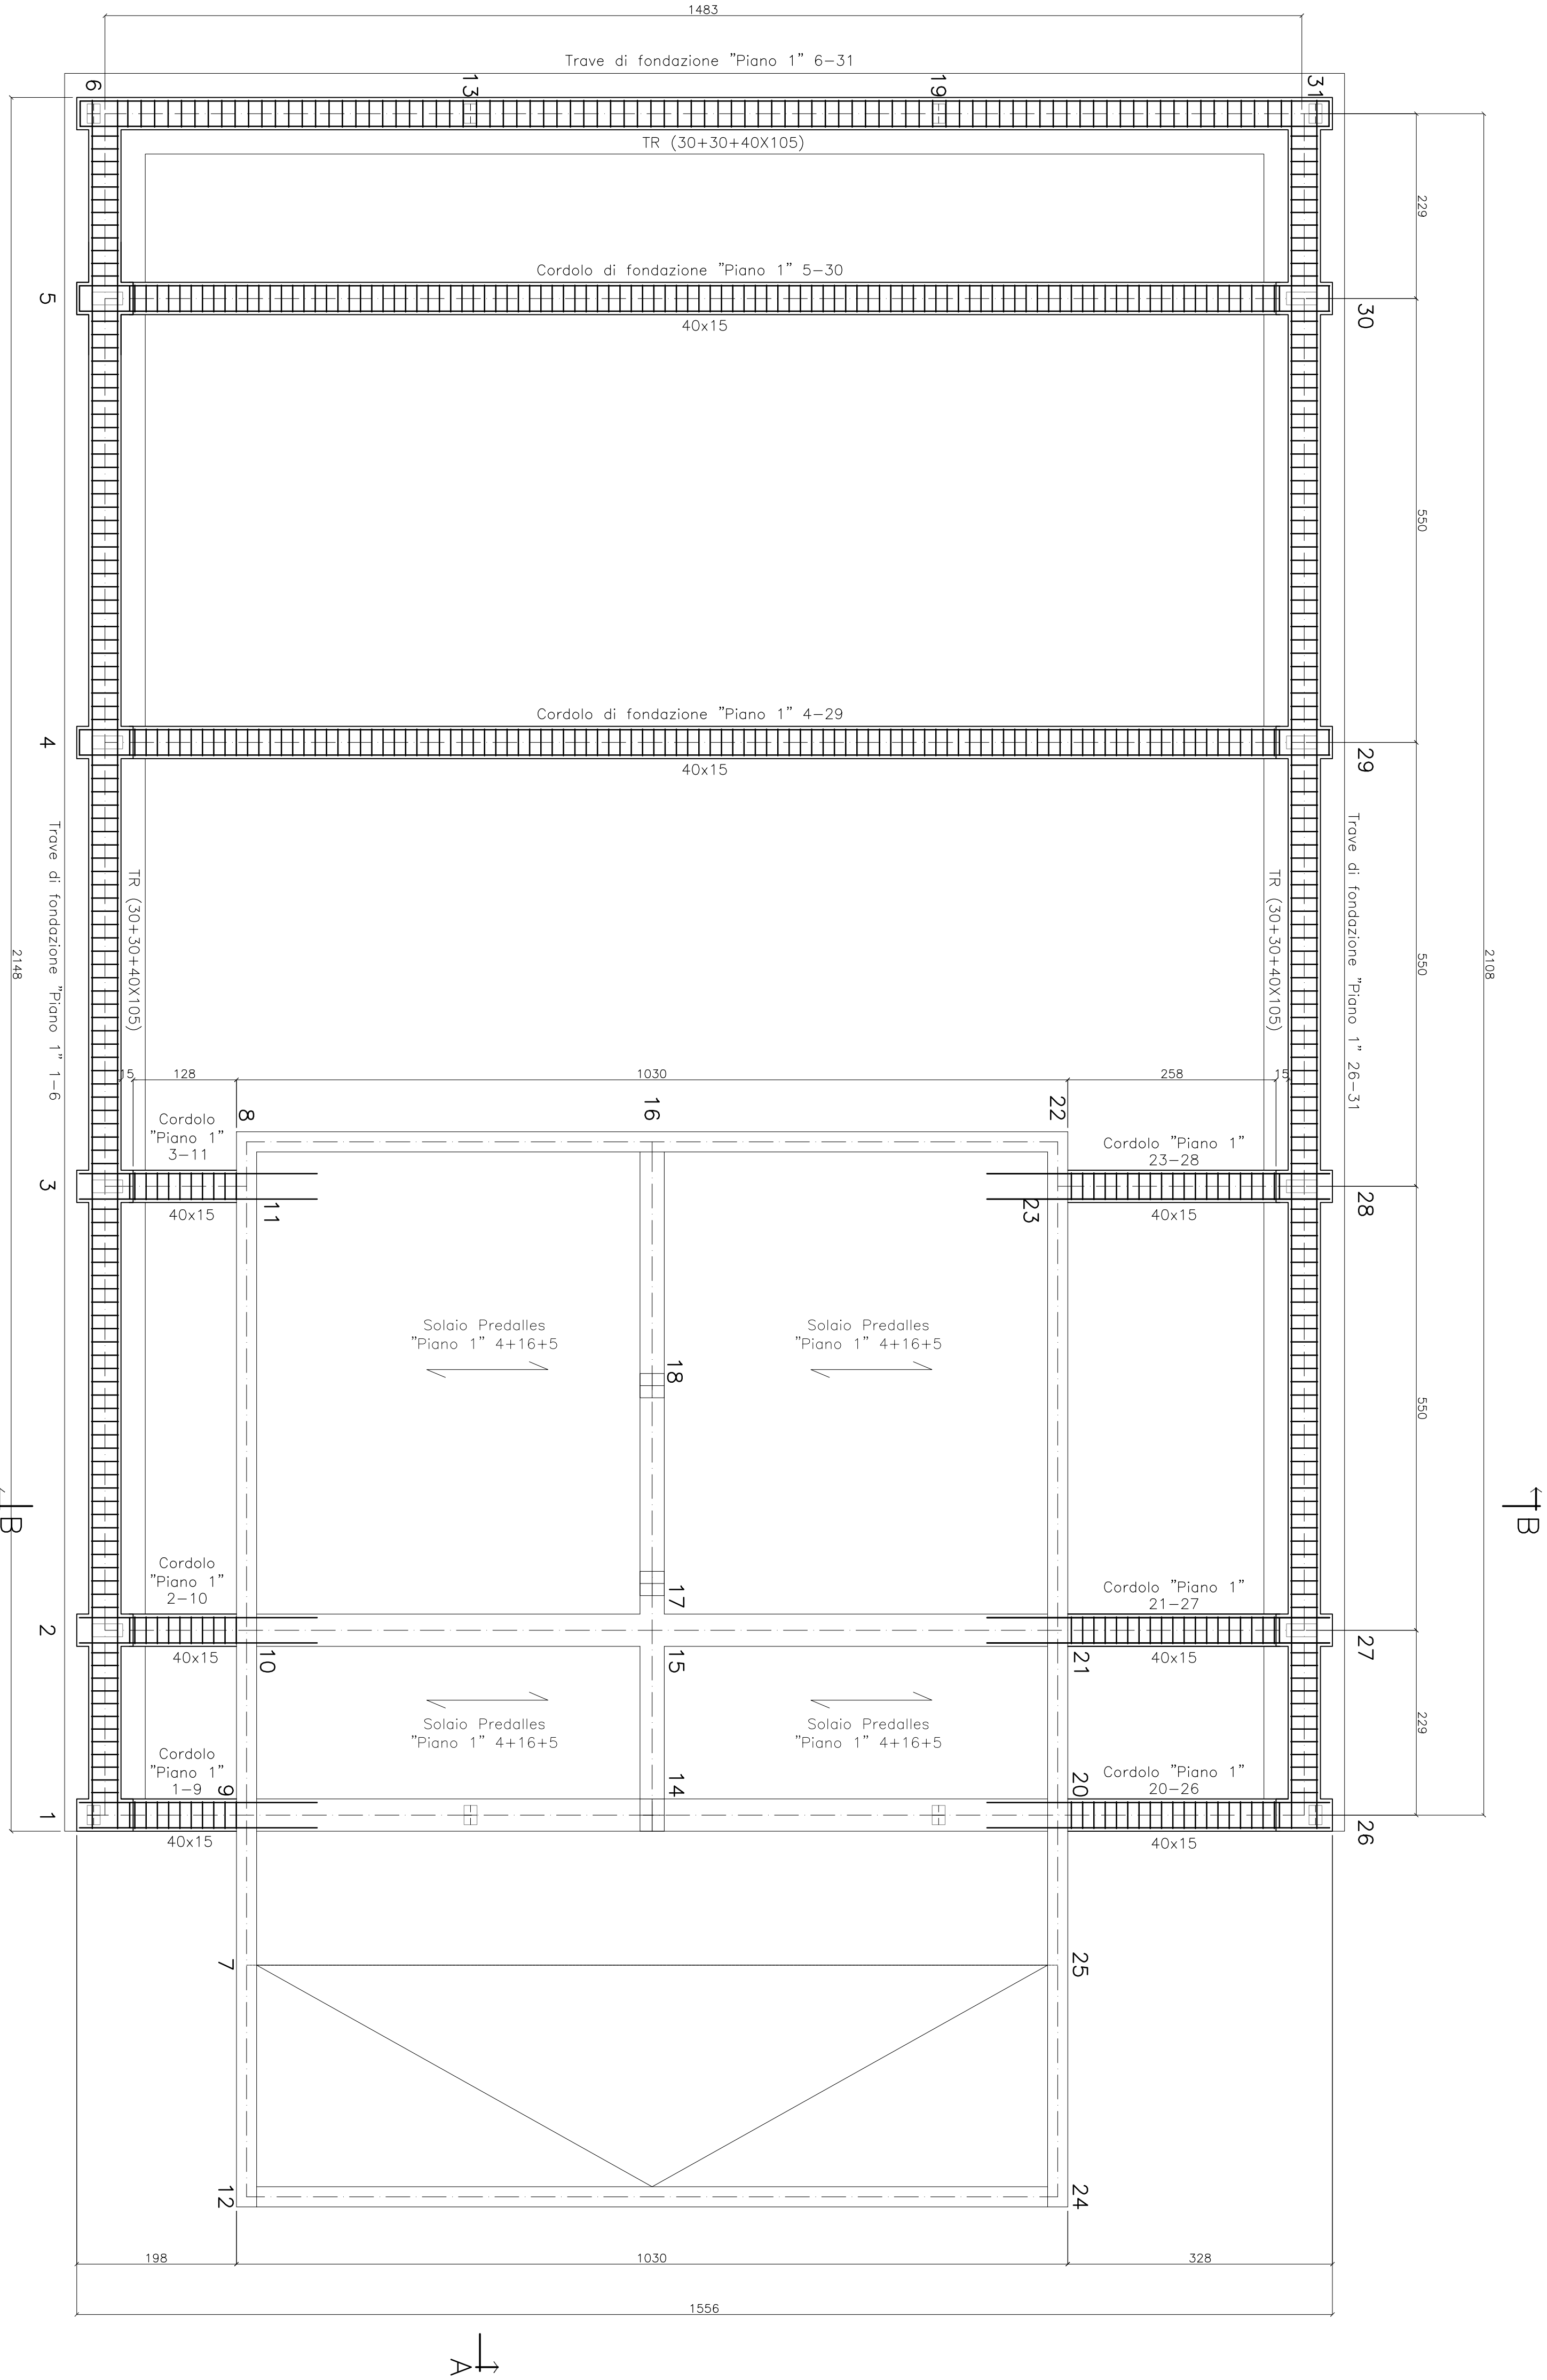 1483
Trave di fondazione "Piano 1" 6-31
6
13
19
31
TR (30+30+40X105)
229
Cordolo di fondazione "Piano 1" 5-30
5
30
40x15
550
Cordolo di fondazione "Piano 1" 4-29
4
29
40x15
Trave di fondazione "Piano 1" 1-6
TR (30+30+40X105)
TR (30+30+40X105)
Trave di fondazione "Piano 1" 26-31
2148
550
2108
15
128
1030
258
15
8
16
22
Cordolo
"Piano 1"
3-11
Cordolo "Piano 1"
23-28
3
11
23
28
40x15
40x15
Solaio Predalles
"Piano 1" 4+16+5
Solaio Predalles
"Piano 1" 4+16+5
18
550
B
B
Cordolo
"Piano 1"
2-10
17
Cordolo "Piano 1"
21-27
2
10
15
21
27
40x15
40x15
Solaio Predalles
"Piano 1" 4+16+5
Solaio Predalles
"Piano 1" 4+16+5
229
Cordolo
"Piano 1"
1-9
9
14
20
Cordolo "Piano 1"
20-26
1
26
40x15
40x15
7
25
12
24
198
1030
328
1556
A